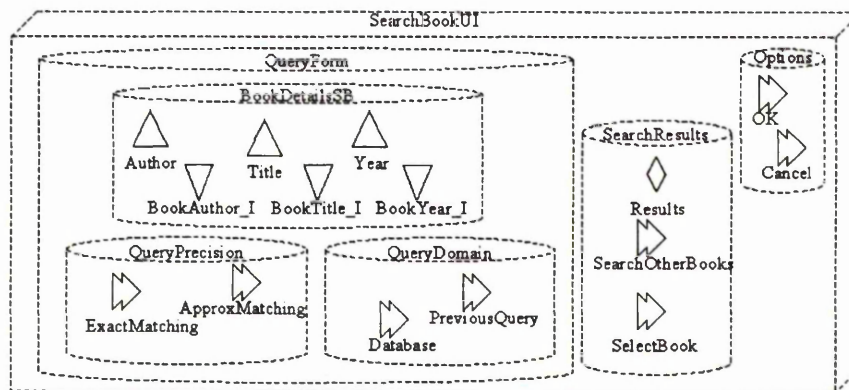 SearchBookUI
QueryForm
Options
BookDetailsSB
OK
SearchResults
Author
Title
Year
Cancel
BookAuthor_I
BookTitle_I
BookYear_I
Results
QueryPrecision
QueryDomain
SearchOtherBooks
ApproxMatching
PreviousQuery
ExactMatching
Database
SelectBook